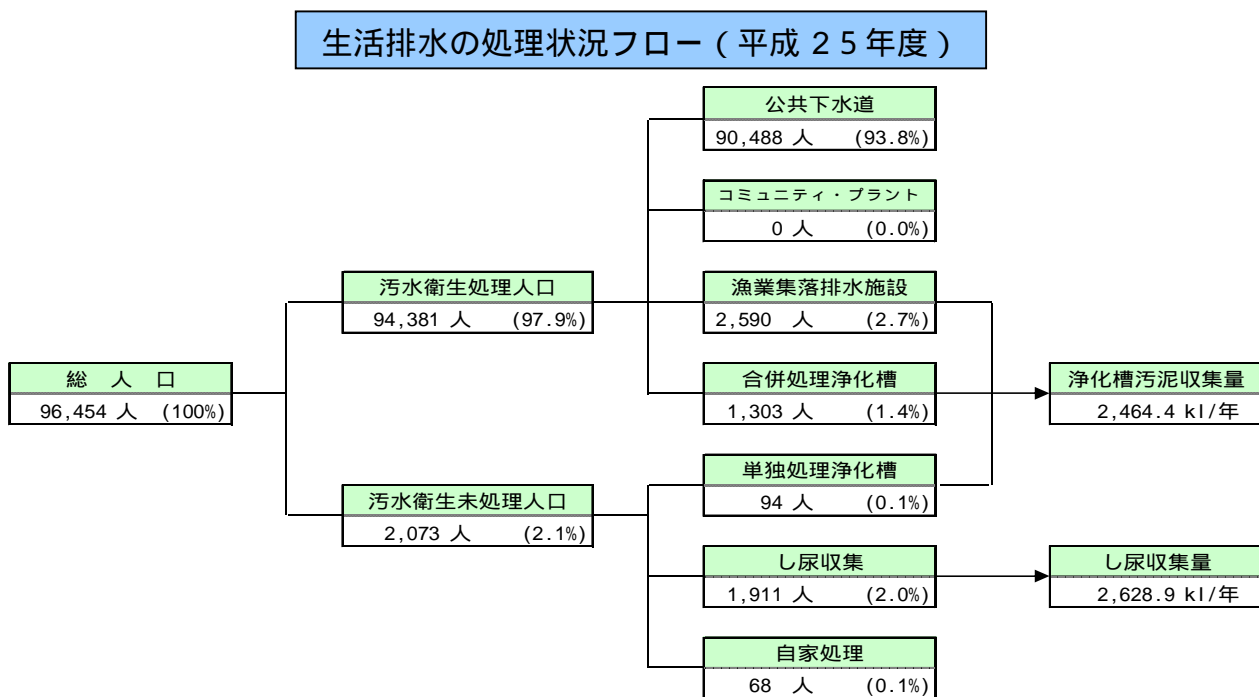 生活排水の処理状況フロー(平成25年度)
公共下水道
90,488 人 (93.8%)
コミュニティ・プラント
0 人 (0.0%)
汚水衛生処理人口
94,381 人 (97.9%)
漁業集落排水施設
2,590 人 (2.7%)
総 人 口
96,454 人 (100%)
合併処理浄化槽
1,303 人 (1.4%)
浄化槽汚泥収集量
2,464.4 kl/年
汚水衛生未処理人口
2,073 人 (2.1%)
単独処理浄化槽
94 人 (0.1%)
し尿収集
1,911 人 (2.0%)
し尿収集量
2,628.9 kl/年
自家処理
68 人 (0.1%)